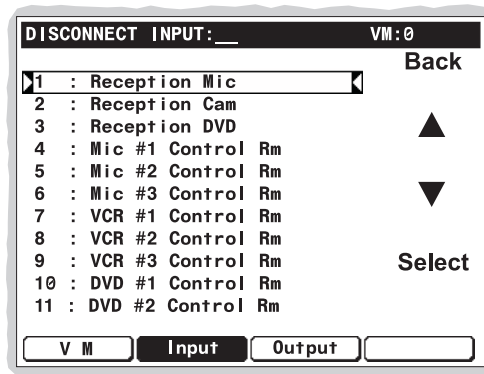 DISCONNECT INPUT:__ VM:0
Back
1 : Reception Mic
2 : Reception Cam
3 : Reception DVD
4 : Mic #1 Control Rm
5 : Mic #2 Control Rm
6 : Mic #3 Control Rm
7 : VCR #1 Control Rm
8 : VCR #2 Control Rm
9 : VCR #3 Control Rm
Select
10 : DVD #1 Control Rm
11 : DVD #2 Control Rm
VM Input Output